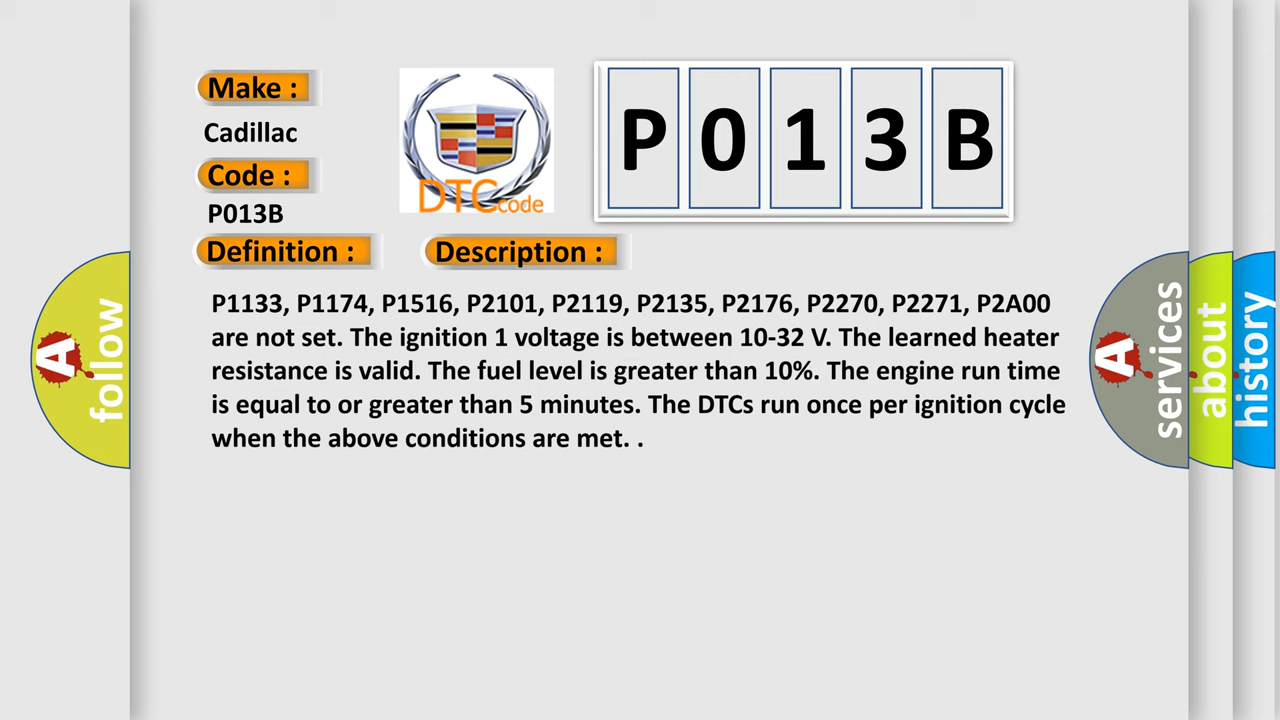 Make :
Cadillac
Code :
P013B
DTC code
P 0 1 3 B
Definition :
Description :
P1133, P1174, P1516, P2101, P2119, P2135, P2176, P2270, P2271, P2A00
are not set. The ignition 1 voltage is between 10-32 V. The learned heater
resistance is valid. The fuel level is greater than 10%. The engine run time
is equal to or greater than 5 minutes. The DTCs run once per ignition cycle
when the above conditions are met. .
A
follow
A
services
about
history